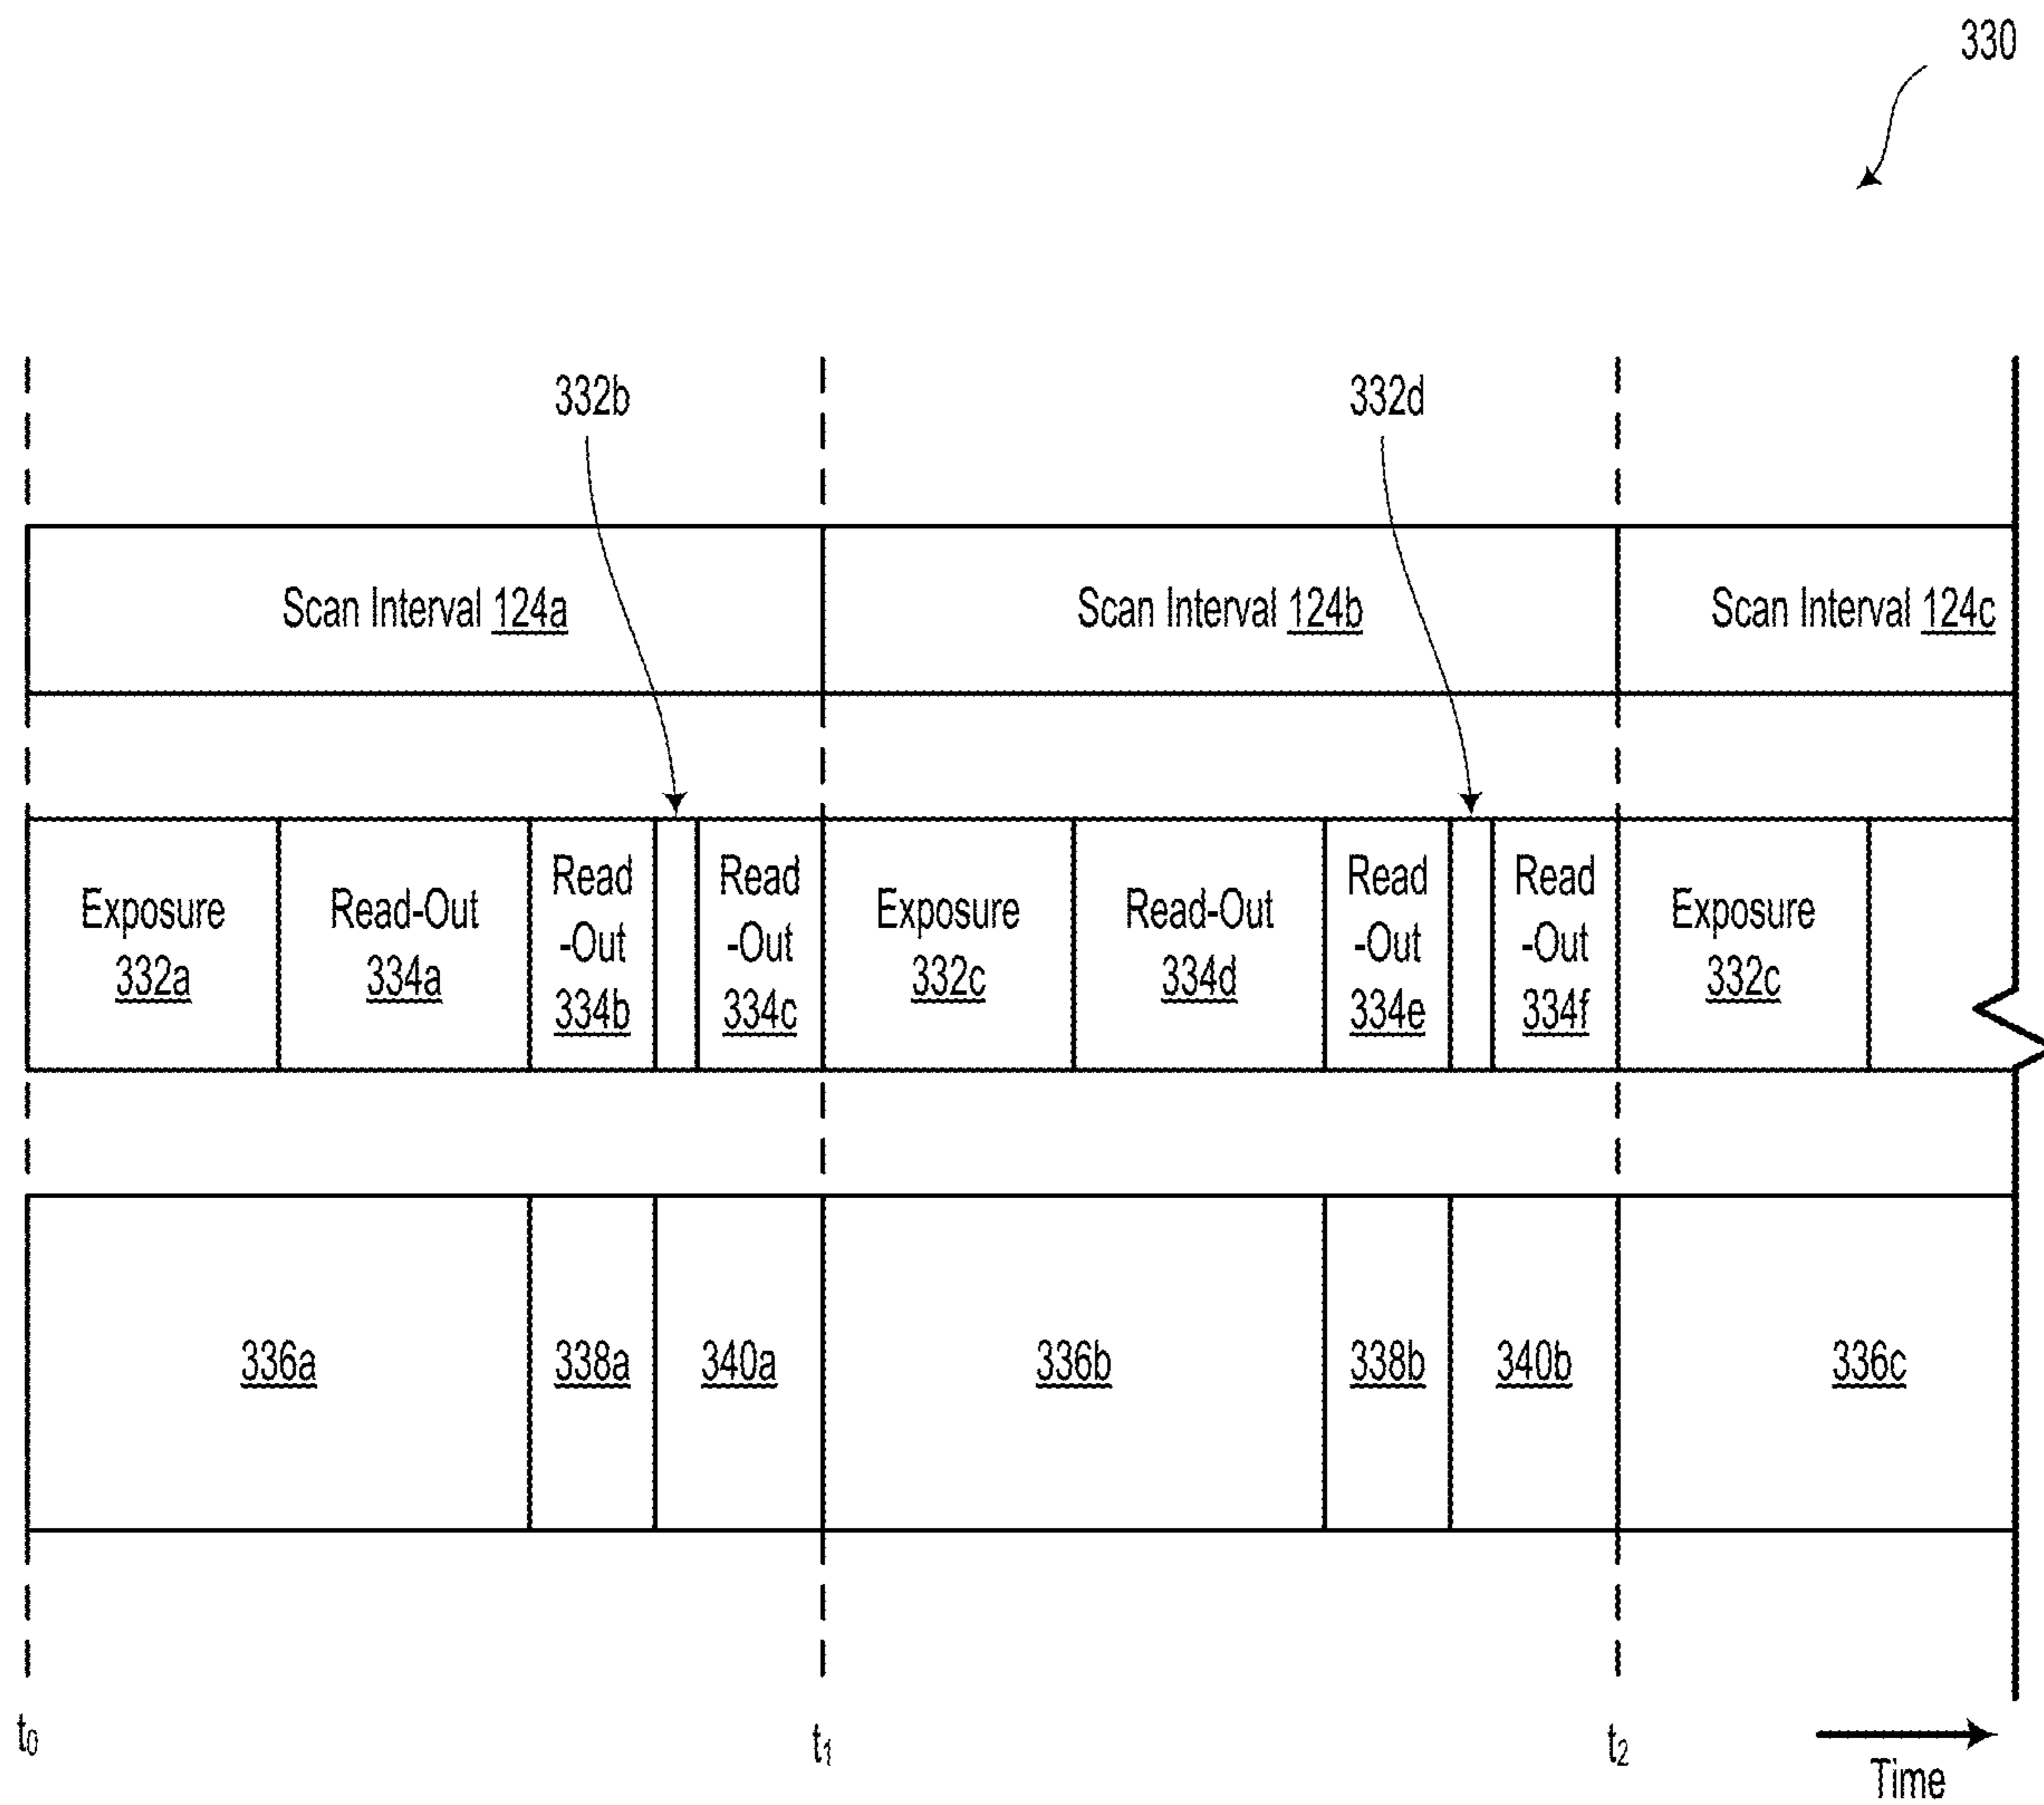 330
332b
332d
Scan Interval 124a
Scan Interval 124b
Scan Interval 124c
Exposure
332a
Read-Out
334a
Read
-Out
334b
Read
-Out
334c
Exposure
332c
Read-Out
334d
Read
-Out
334e
Read
-Out
334f
Exposure
332c
336a
338a
340a
336b
338b
340b
336c
t0
t1
t2
Time